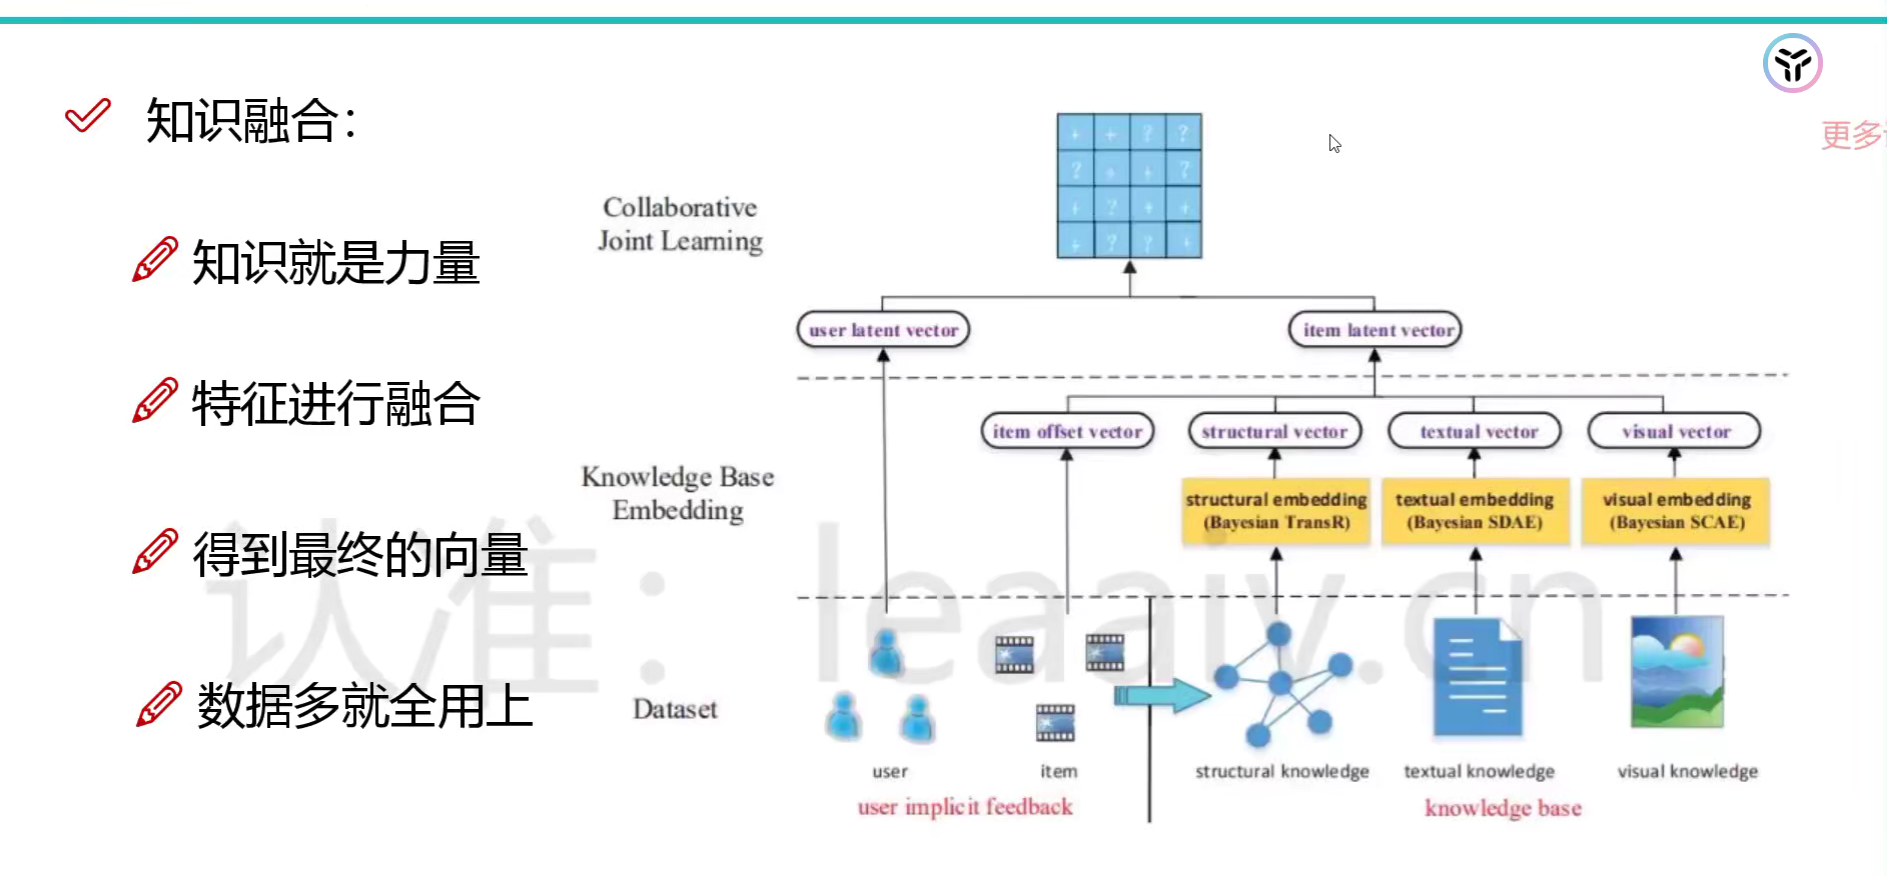 知识融合：
更多
知识就是力量
特征进行融合
得到最终的向量
数据多就全用上
Collaborative
Joint Learning
+ + ? ?
? + + ?
+ ? + +
+ ? ? +
user latent vector
item latent vector
item offset vector
structural vector
textual vector
visual vector
Knowledge Base
Embedding
structural embedding
(Bayesian TransR)
textual embedding
(Bayesian SDAE)
visual embedding
(Bayesian SCAE)
认准：leaaiv.cn
Dataset
user
item
structural knowledge
textual knowledge
visual knowledge
user implicit feedback
knowledge base